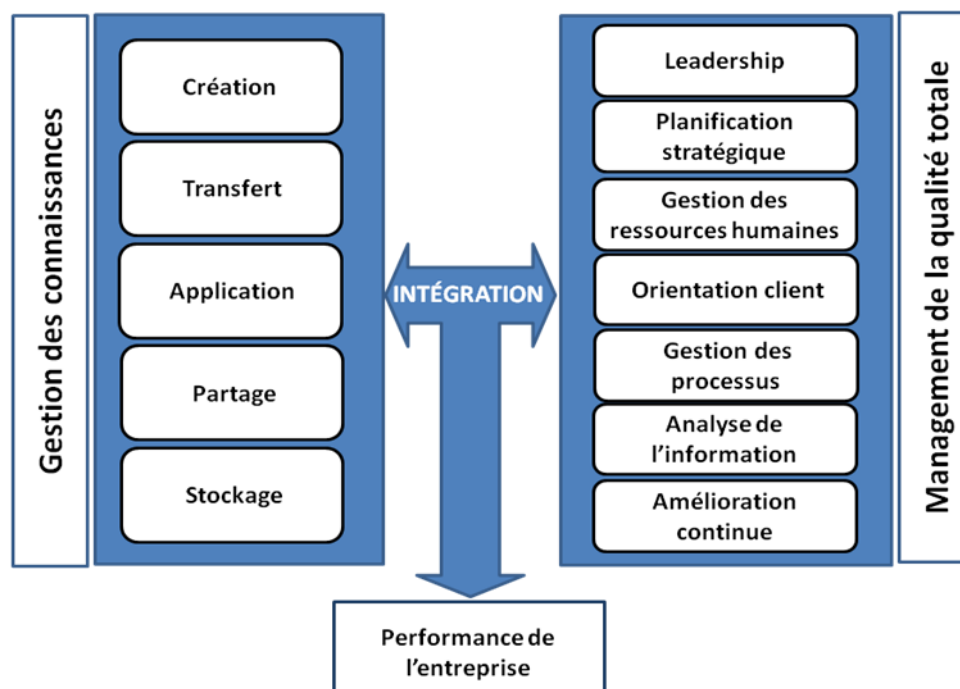 Gestion des connaissances
Création
Transfert
Application
Partage
Stockage
INTÉGRATION
Leadership
Planification
stratégique
Gestion des
ressources humaines
Orientation client
Gestion des
processus
Analyse de
l'information
Amélioration
continue
Management de la qualité totale
Performance de
l'entreprise